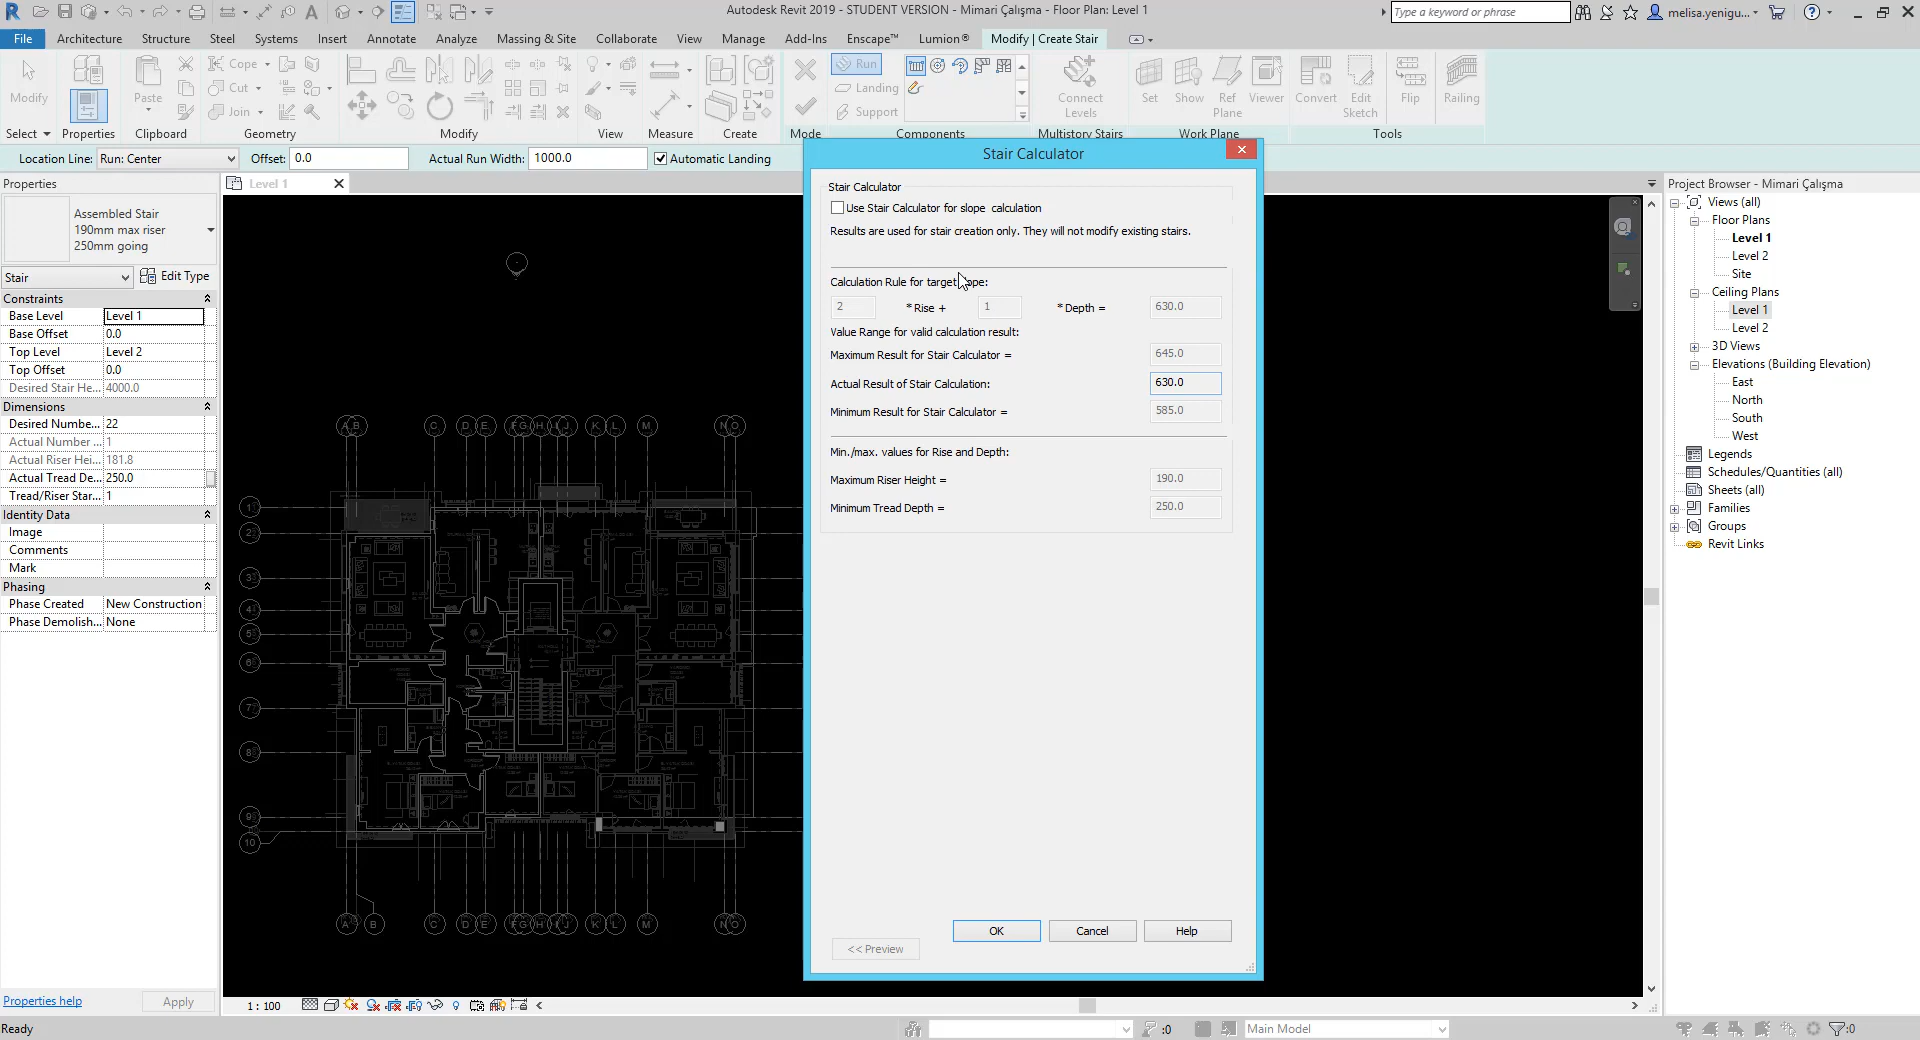 Autodesk Revit 2019 - STUDENT VERSION - Mimari Çalışma - Floor Plan: Level 1
Type a keyword or phrase
melisa.yenigu...
File Architecture Structure Steel Systems Insert Annotate Analyze Massing & Site Collaborate View Manage Add-Ins Enscape™ Lumion® Modify | Create Stair
Cope
Cut
Join
Modify
Paste
Run
Landing
Support
Connect
Levels
Set
Show
Ref
Plane
Viewer
Convert
Edit
Sketch
Flip
Railing
Select Properties Clipboard Geometry Modify View Measure Create Mode Components Multistory Stairs Work Plane Tools
Location Line: Run: Center Offset: 0.0 Actual Run Width: 1000.0 Automatic Landing
Properties
Assembled Stair
190mm max riser
250mm going
Stair Edit Type
Constraints
Base Level Level 1
Base Offset 0.0
Top Level Level 2
Top Offset 0.0
Desired Stair He... 4000.0
Dimensions
Desired Numbe... 22
Actual Number ... 1
Actual Riser Hei... 181.8
Actual Tread De... 250.0
Tread/Riser Star... 1
Identity Data
Image
Comments
Mark
Phasing
Phase Created New Construction
Phase Demolish... None
Properties help Apply
Level 1
A B C D E F G H I J K L M N O
1
2
3
4
5
6
7
8
9
10
A B C D E F G H I J K L M N O
1 : 100
Stair Calculator
Stair Calculator
Use Stair Calculator for slope calculation
Results are used for stair creation only. They will not modify existing stairs.
Calculation Rule for target slope:
2 * Rise + 1 * Depth = 630.0
Value Range for valid calculation result:
Maximum Result for Stair Calculator = 645.0
Actual Result of Stair Calculation: 630.0
Minimum Result for Stair Calculator = 585.0
Min./max. values for Rise and Depth:
Maximum Riser Height = 190.0
Minimum Tread Depth = 250.0
OK Cancel Help
<< Preview
Project Browser - Mimari Çalışma
Views (all)
Floor Plans
Level 1
Level 2
Site
Ceiling Plans
Level 1
Level 2
3D Views
Elevations (Building Elevation)
East
North
South
West
Legends
Schedules/Quantities (all)
Sheets (all)
Families
Groups
Revit Links
Ready
:0
Main Model
:0